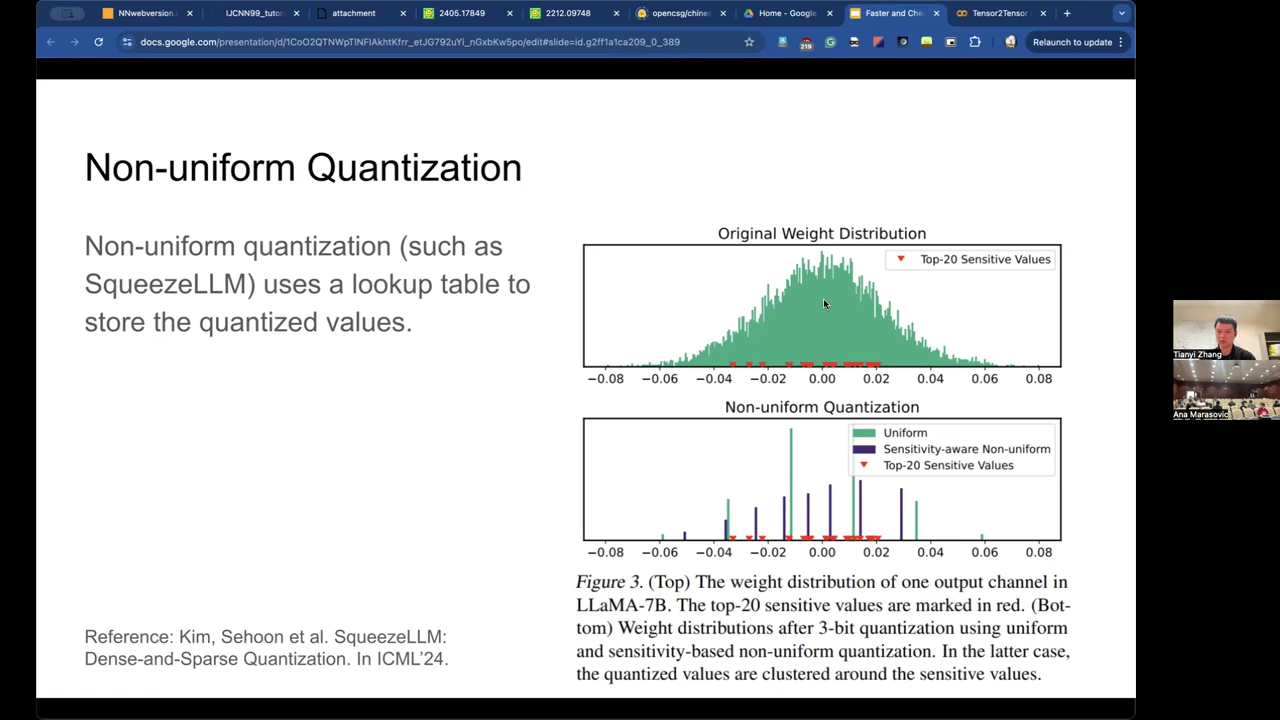 NNwebversion.
IJCNN99_tutor
attachment
2405.17849
2212.09748
opencsg/chine
Home - Google
Faster and Che
Tensor2Tensor
docs.google.com/presentation/d/1CoO2QTNWpTlNFIAkhtKfrr_etJG792uYi_nGxbKw5po/edit#slide=id.g2ff1a1ca209_0_389
219
Relaunch to update
Non-uniform Quantization
Non-uniform quantization (such as
SqueezeLLM) uses a lookup table to
store the quantized values.
Reference: Kim, Sehoon et al. SqueezeLLM:
Dense-and-Sparse Quantization. In ICML'24.
Original Weight Distribution
Top-20 Sensitive Values
−0.08 −0.06 −0.04 −0.02 0.00 0.02 0.04 0.06 0.08
Non-uniform Quantization
Uniform
Sensitivity-aware Non-uniform
Top-20 Sensitive Values
−0.08 −0.06 −0.04 −0.02 0.00 0.02 0.04 0.06 0.08
Figure 3. (Top) The weight distribution of one output channel in
LLaMA-7B. The top-20 sensitive values are marked in red. (Bot-
tom) Weight distributions after 3-bit quantization using uniform
and sensitivity-based non-uniform quantization. In the latter case,
the quantized values are clustered around the sensitive values.
Tianyi Zhang
Ana Marasovic